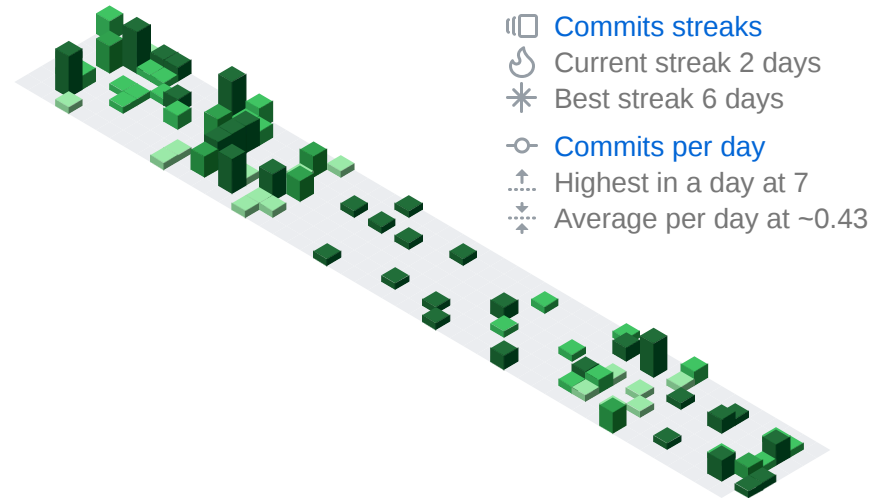 Commits streaks
Current streak 2 days
Best streak 6 days
Commits per day
Highest in a day at 7
Average per day at ~0.43